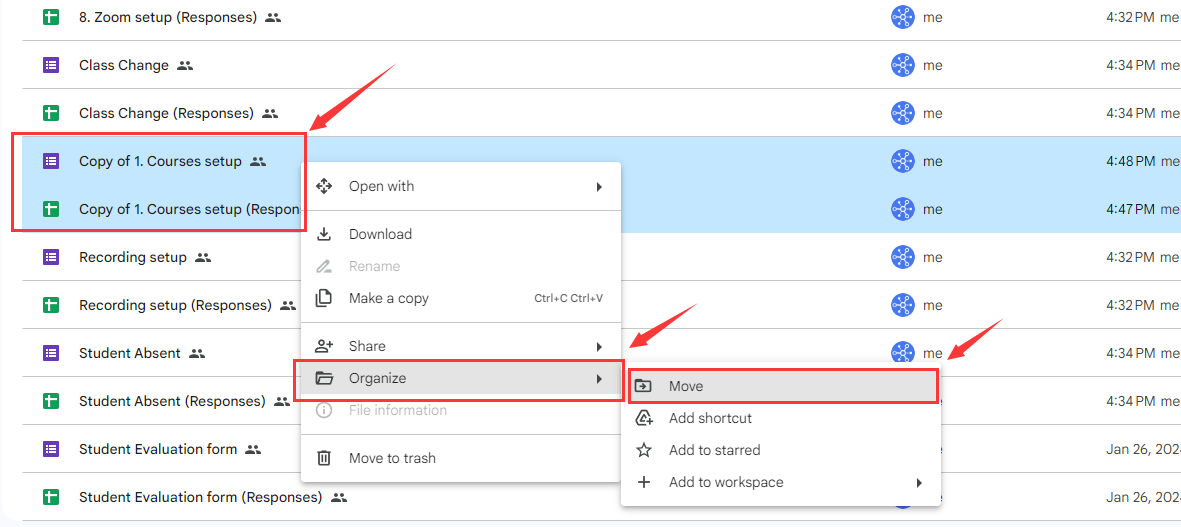 8. Zoom setup (Responses) me 4:32 PM me
Class Change me 4:34 PM me
Class Change (Responses) me 4:34 PM me
Copy of 1. Courses setup me 4:48 PM me
Open with
Copy of 1. Courses setup (Respon me 4:47 PM me
Download
Recording setup me 4:32 PM me
Rename
Make a copy Ctrl+C Ctrl+V
Recording setup (Responses) me 4:32 PM me
Share
Student Absent me 4:34 PM me
Organize
Move
Student Absent (Responses) 4:34 PM me
File information
Add shortcut
Student Evaluation form Jan 26, 202
Add to starred
Move to trash
Add to workspace
Student Evaluation form (Responses) Jan 26, 202